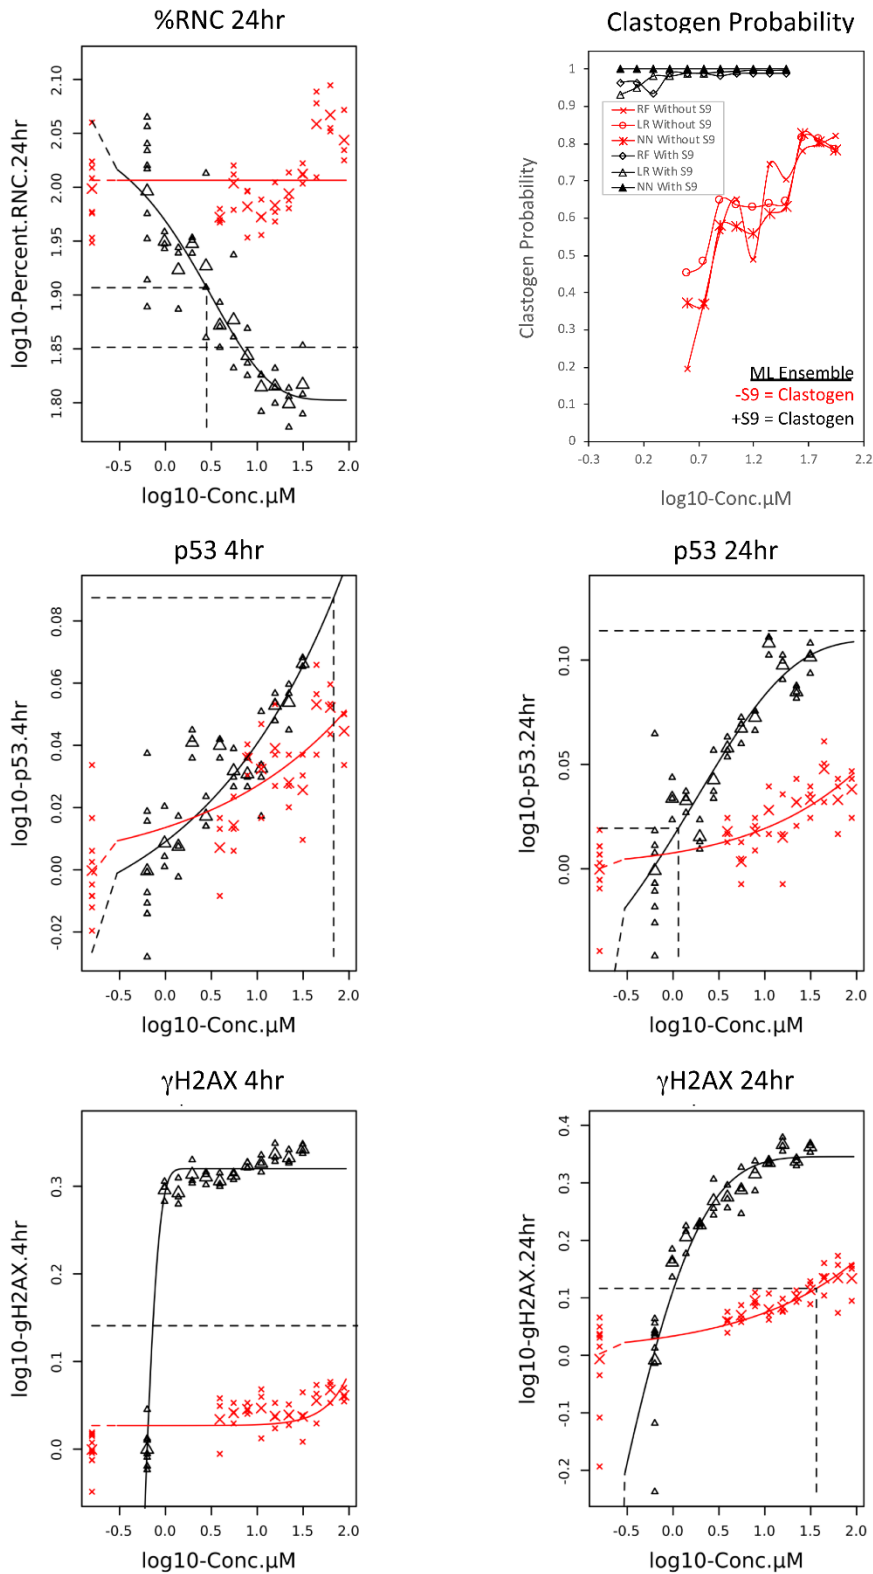 %RNC 24hr
log10-Percent.RNC.24hr
2.10
2.05
2.00
1.95
1.90
1.85
1.80
-0.5 0.0 0.5 1.0 1.5 2.0
log10-Conc.µM
Clastogen Probability
Clastogen Probability
1
0.9
0.8
0.7
0.6
0.5
0.4
0.3
0.2
0.1
0
RF Without S9
LR Without S9
NN Without S9
RF With S9
LR With S9
NN With S9
ML Ensemble
-S9 = Clastogen
+S9 = Clastogen
-0.3 0.2 0.7 1.2 1.7 2.2
log10-Conc.µM
p53 4hr
log10-p53.4hr
0.08
0.06
0.04
0.02
0.00
-0.02
-0.5 0.0 0.5 1.0 1.5 2.0
log10-Conc.µM
p53 24hr
log10-p53.24hr
0.10
0.05
0.00
-0.5 0.0 0.5 1.0 1.5 2.0
log10-Conc.µM
γH2AX 4hr
log10-gH2AX.4hr
0.3
0.2
0.1
0.0
-0.5 0.0 0.5 1.0 1.5 2.0
log10-Conc.µM
γH2AX 24hr
log10-gH2AX.24hr
0.4
0.3
0.2
0.1
0.0
-0.1
-0.2
-0.5 0.0 0.5 1.0 1.5 2.0
log10-Conc.µM